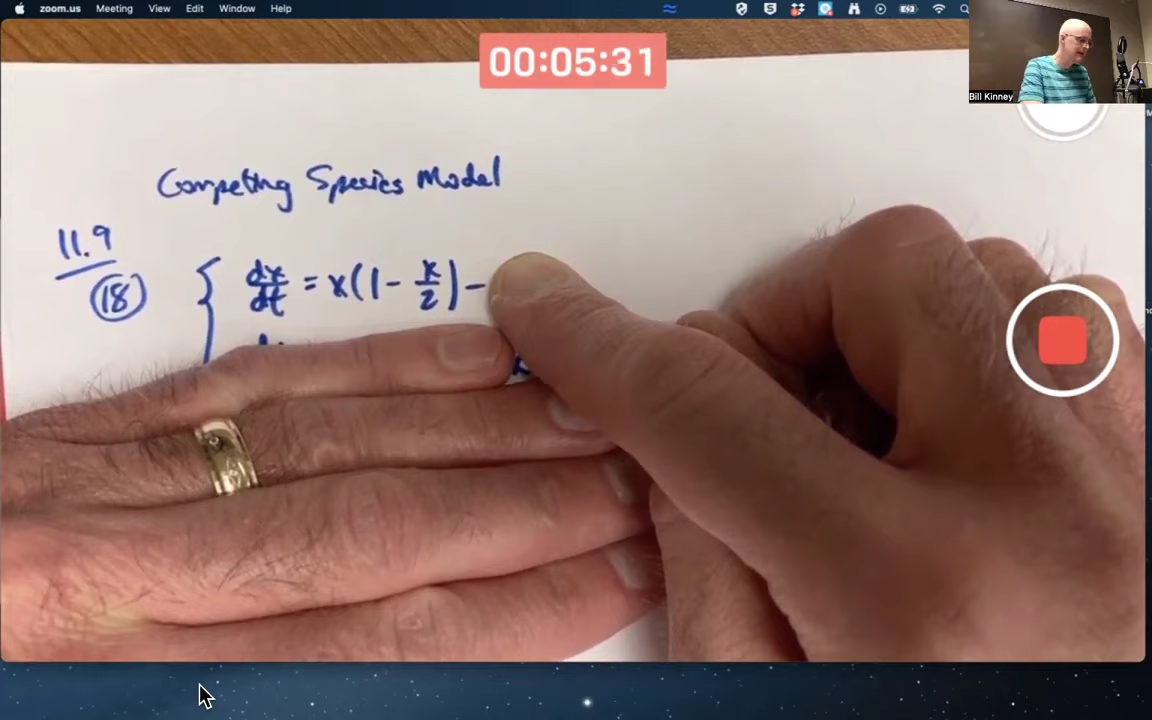 zoom.us Meeting View Edit Window Help
00:05:31
Bill Kinney
Competing Species Model
11.9
18
dx/dt = x(1 - x/2) -